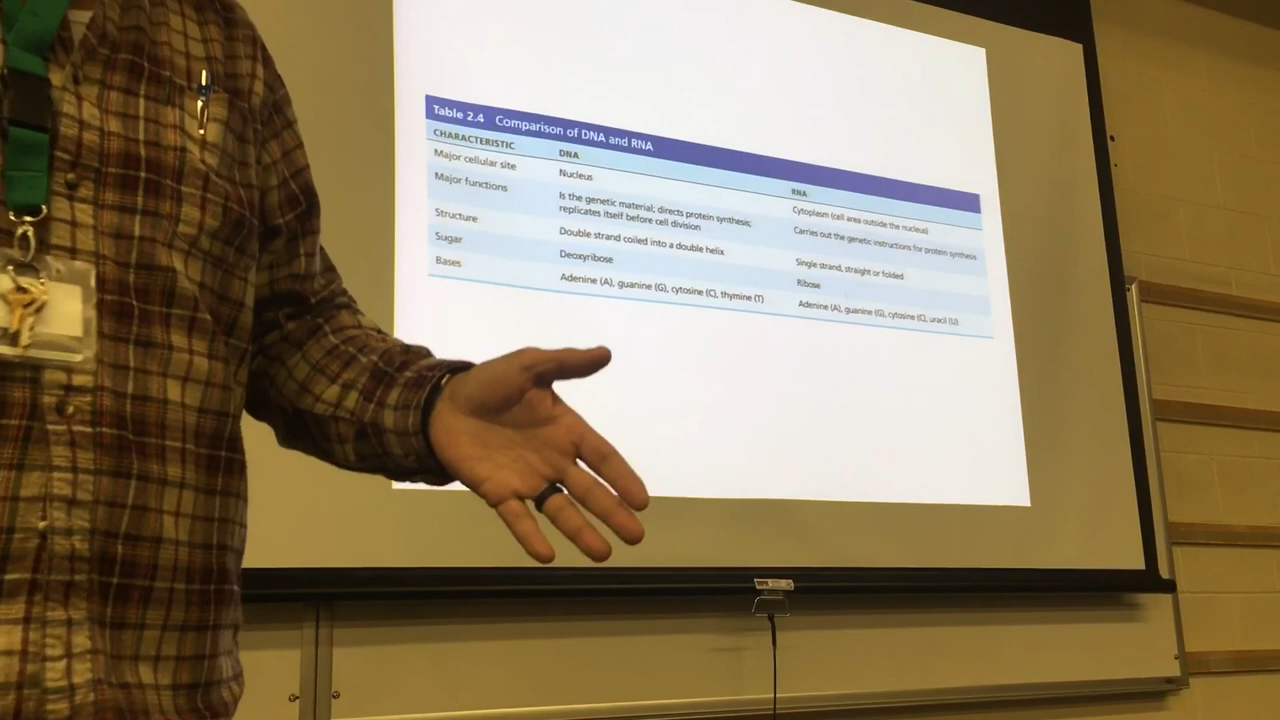 Table 2.4 Comparison of DNA and RNA
CHARACTERISTIC DNA RNA
Major cellular site Nucleus Cytoplasm (cell area outside the nucleus)
Major functions Is the genetic material; directs protein synthesis; Carries out the genetic instructions for protein synthesis
replicates itself before cell division
Structure Double strand coiled into a double helix Single strand, straight or folded
Sugar Deoxyribose Ribose
Bases Adenine (A), guanine (G), cytosine (C), thymine (T) Adenine (A), guanine (G), cytosine (C), uracil (U)